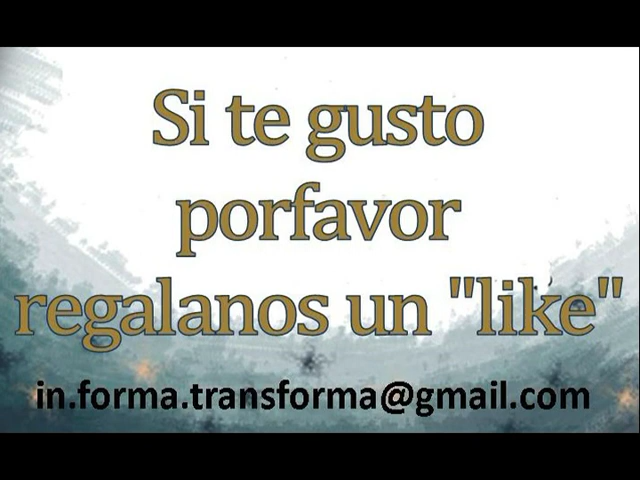 Si te gusto
porfavor
regalanos un "like"
in.forma.transforma@gmail.com